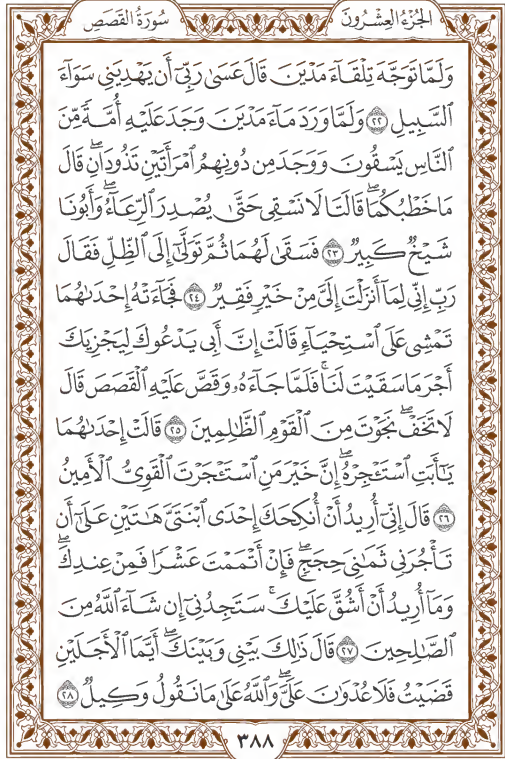 الجُزْءُ العِشْرُونَ سُورَةُ القَصَصِ
وَلَمَّا تَوَجَّهَ تِلْقَآءَ مَدْيَنَ قَالَ عَسَىٰ رَبِّيٓ أَن يَهْدِيَنِي سَوَآءَ
ٱلسَّبِيلِ ٢٢ وَلَمَّا وَرَدَ مَآءَ مَدْيَنَ وَجَدَ عَلَيْهِ أُمَّةً مِّنَ
ٱلنَّاسِ يَسْقُونَ وَوَجَدَ مِن دُونِهِمُ ٱمْرَأَتَيْنِ تَذُودَانِۖ قَالَ
مَا خَطْبُكُمَاۖ قَالَتَا لَا نَسْقِي حَتَّىٰ يُصْدِرَ ٱلرِّعَآءُۖ وَأَبُونَا
شَيْخٌ كَبِيرٌ ٢٣ فَسَقَىٰ لَهُمَا ثُمَّ تَوَلَّىٰٓ إِلَى ٱلظِّلِّ فَقَالَ
رَبِّ إِنِّي لِمَآ أَنزَلْتَ إِلَيَّ مِنْ خَيْرٍ فَقِيرٌ ٢٤ فَجَآءَتْهُ إِحْدَىٰهُمَا
تَمْشِي عَلَى ٱسْتِحْيَآءٍ قَالَتْ إِنَّ أَبِي يَدْعُوكَ لِيَجْزِيَكَ
أَجْرَ مَا سَقَيْتَ لَنَاۚ فَلَمَّا جَآءَهُۥ وَقَصَّ عَلَيْهِ ٱلْقَصَصَ قَالَ
لَا تَخَفْۖ نَجَوْتَ مِنَ ٱلْقَوْمِ ٱلظَّـٰلِمِينَ ٢٥ قَالَتْ إِحْدَىٰهُمَا
يَـٰٓأَبَتِ ٱسْتَـْٔجِرْهُۖ إِنَّ خَيْرَ مَنِ ٱسْتَـْٔجَرْتَ ٱلْقَوِيُّ ٱلْأَمِينُ
٢٦ قَالَ إِنِّيٓ أُرِيدُ أَنْ أُنكِحَكَ إِحْدَى ٱبْنَتَيَّ هَـٰتَيْنِ عَلَىٰٓ أَن
تَأْجُرَنِي ثَمَـٰنِيَ حِجَجٍۖ فَإِنْ أَتْمَمْتَ عَشْرًا فَمِنْ عِندِكَۖ
وَمَآ أُرِيدُ أَنْ أَشُقَّ عَلَيْكَۚ سَتَجِدُنِيٓ إِن شَآءَ ٱللَّهُ مِنَ
ٱلصَّـٰلِحِينَ ٢٧ قَالَ ذَٰلِكَ بَيْنِي وَبَيْنَكَۖ أَيَّمَا ٱلْأَجَلَيْنِ
قَضَيْتُ فَلَا عُدْوَٰنَ عَلَيَّۖ وَٱللَّهُ عَلَىٰ مَا نَقُولُ وَكِيلٌ ٢٨
٣٨٨